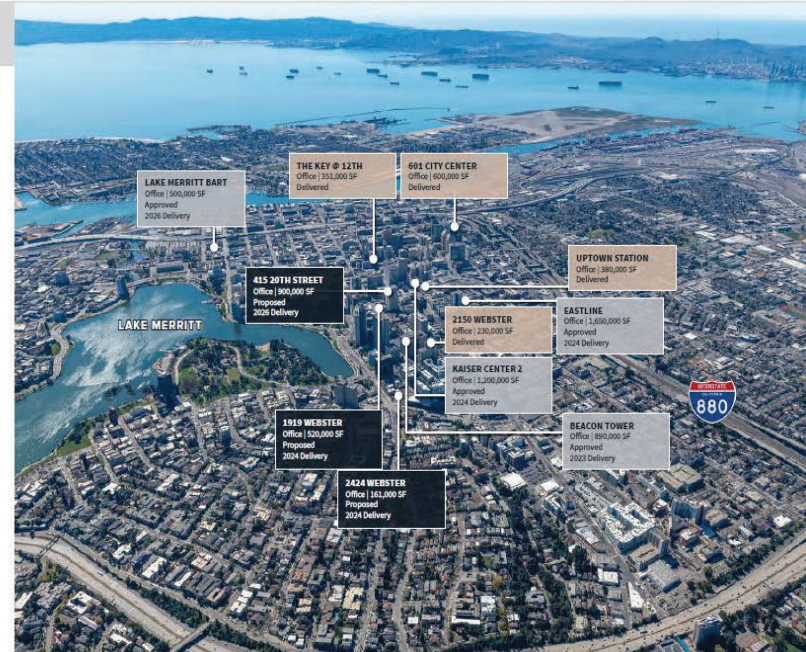 THE KEY @ 12TH
Office | 351,000 SF
Delivered
601 CITY CENTER
Office | 600,000 SF
Delivered
LAKE MERRITT BART
Office | 500,000 SF
Approved
2026 Delivery
UPTOWN STATION
Office | 380,000 SF
Delivered
415 20TH STREET
Office | 900,000 SF
Proposed
2026 Delivery
LAKE MERRITT
2150 WEBSTER
Office | 230,000 SF
Delivered
EASTLINE
Office | 1,650,000 SF
Approved
2024 Delivery
KAISER CENTER 2
Office | 1,200,000 SF
Approved
2024 Delivery
INTERSTATE
CALIFORNIA
880
1919 WEBSTER
Office | 520,000 SF
Proposed
2024 Delivery
BEACON TOWER
Office | 890,000 SF
Approved
2023 Delivery
2424 WEBSTER
Office | 161,000 SF
Proposed
2024 Delivery